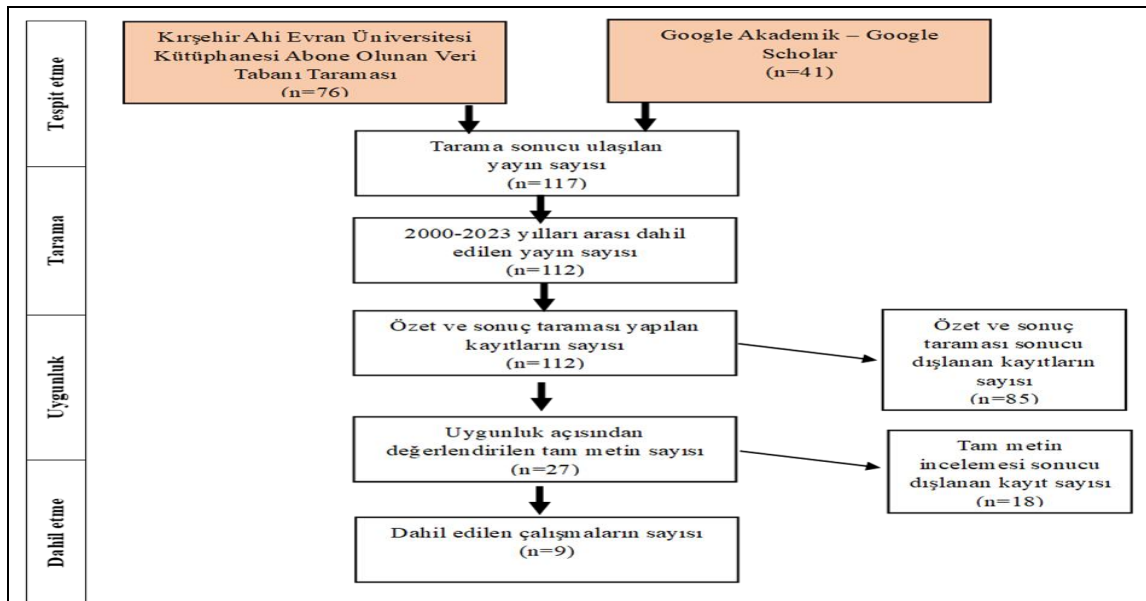 Tespit etme
Kırşehir Ahi Evran Üniversitesi
Kütüphanesi Abone Olunan Veri
Tabanı Taraması
(n=76)
Google Akademik – Google
Scholar
(n=41)
Tarama sonucu ulaşılan
yayın sayısı
(n=117)
Tarama
2000-2023 yılları arası dahil
edilen yayın sayısı
(n=112)
Uygunluk
Özet ve sonuç taraması yapılan
kayıtların sayısı
(n=112)
Özet ve sonuç
taraması sonucu
dışlanan kayıtların
sayısı
(n=85)
Uygunluk açısından
değerlendirilen tam metin sayısı
(n=27)
Tam metin
incelemesi sonucu
dışlanan kayıt sayısı
(n=18)
Dahil etme
Dahil edilen çalışmaların sayısı
(n=9)